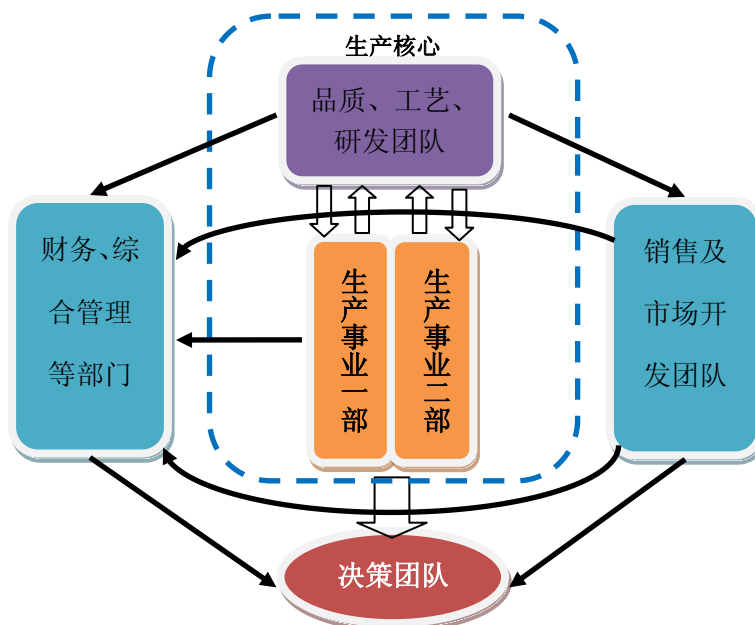 生产核心
品质、工艺、
研发团队
财务、综
合管理
等部门
生产事业一部
生产事业二部
销售及
市场开
发团队
决策团队